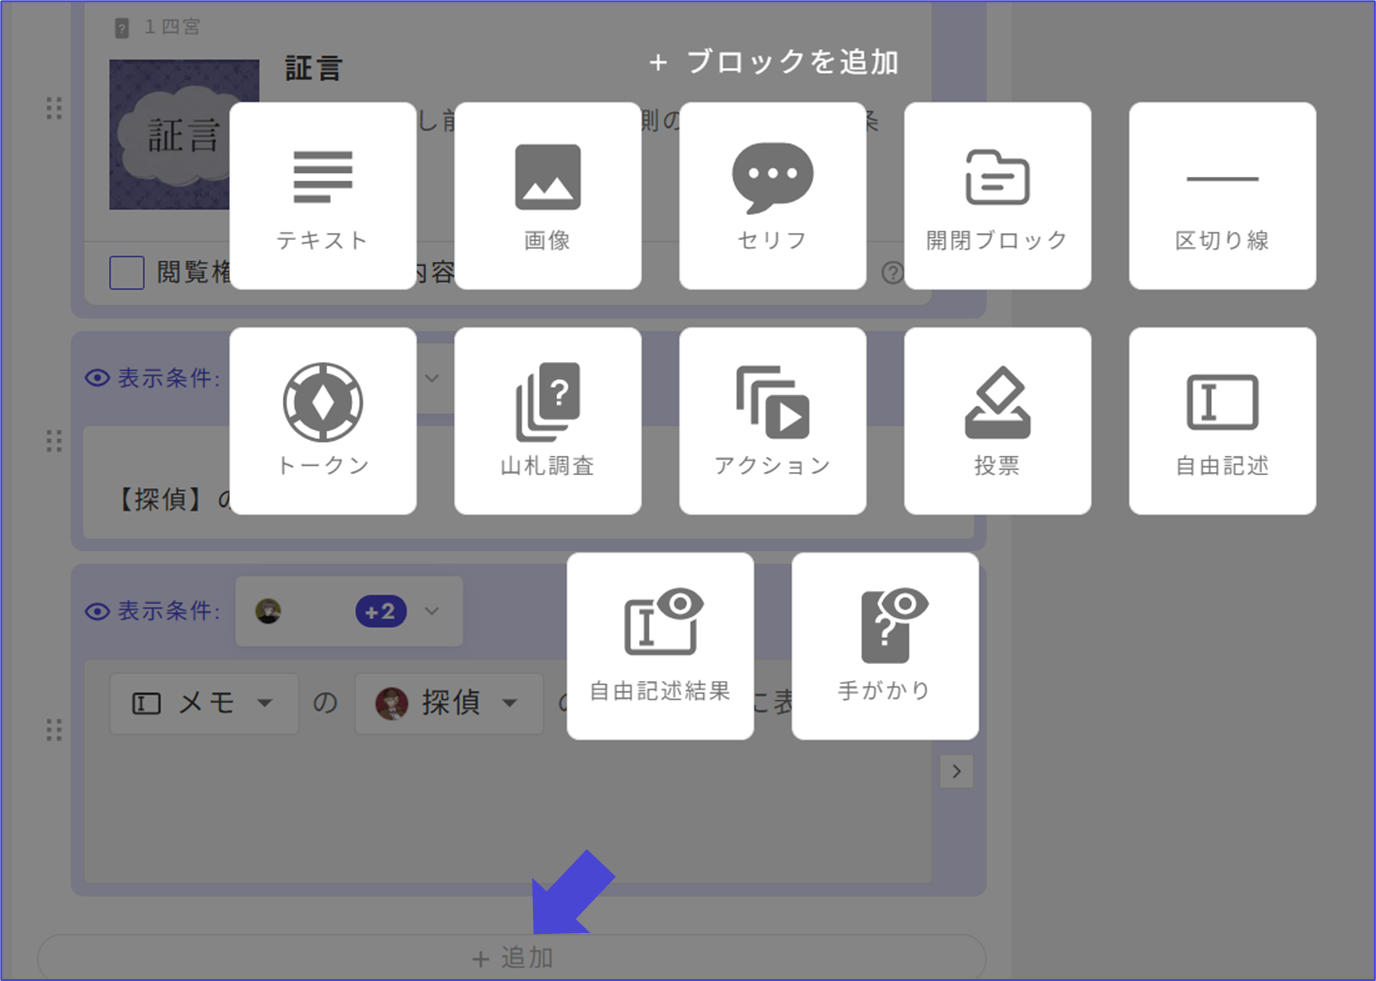 1四宮
+ ブロックを追加
証言
証言
し前
側の
条
テキスト
画像
セリフ
開閉ブロック
区切り線
閲覧権
内容
?
表示条件:
トークン
山札調査
アクション
投票
自由記述
【探偵】の
表示条件:
+2
自由記述結果
手がかり
メモ の 探偵
に表
+ 追加